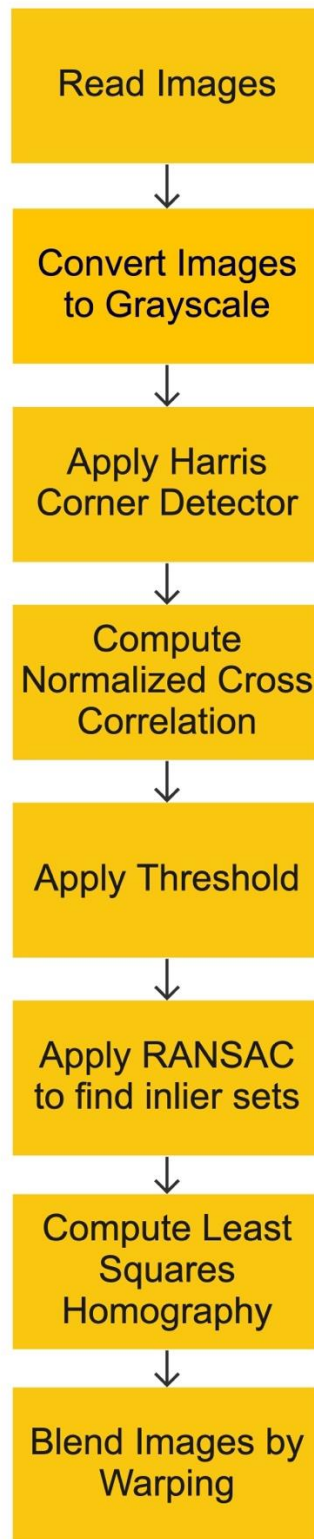 Read Images
Convert Images
to Grayscale
Apply Harris
Corner Detector
Compute
Normalized Cross
Correlation
Apply Threshold
Apply RANSAC
to find inlier sets
Compute Least
Squares
Homography
Blend Images by
Warping